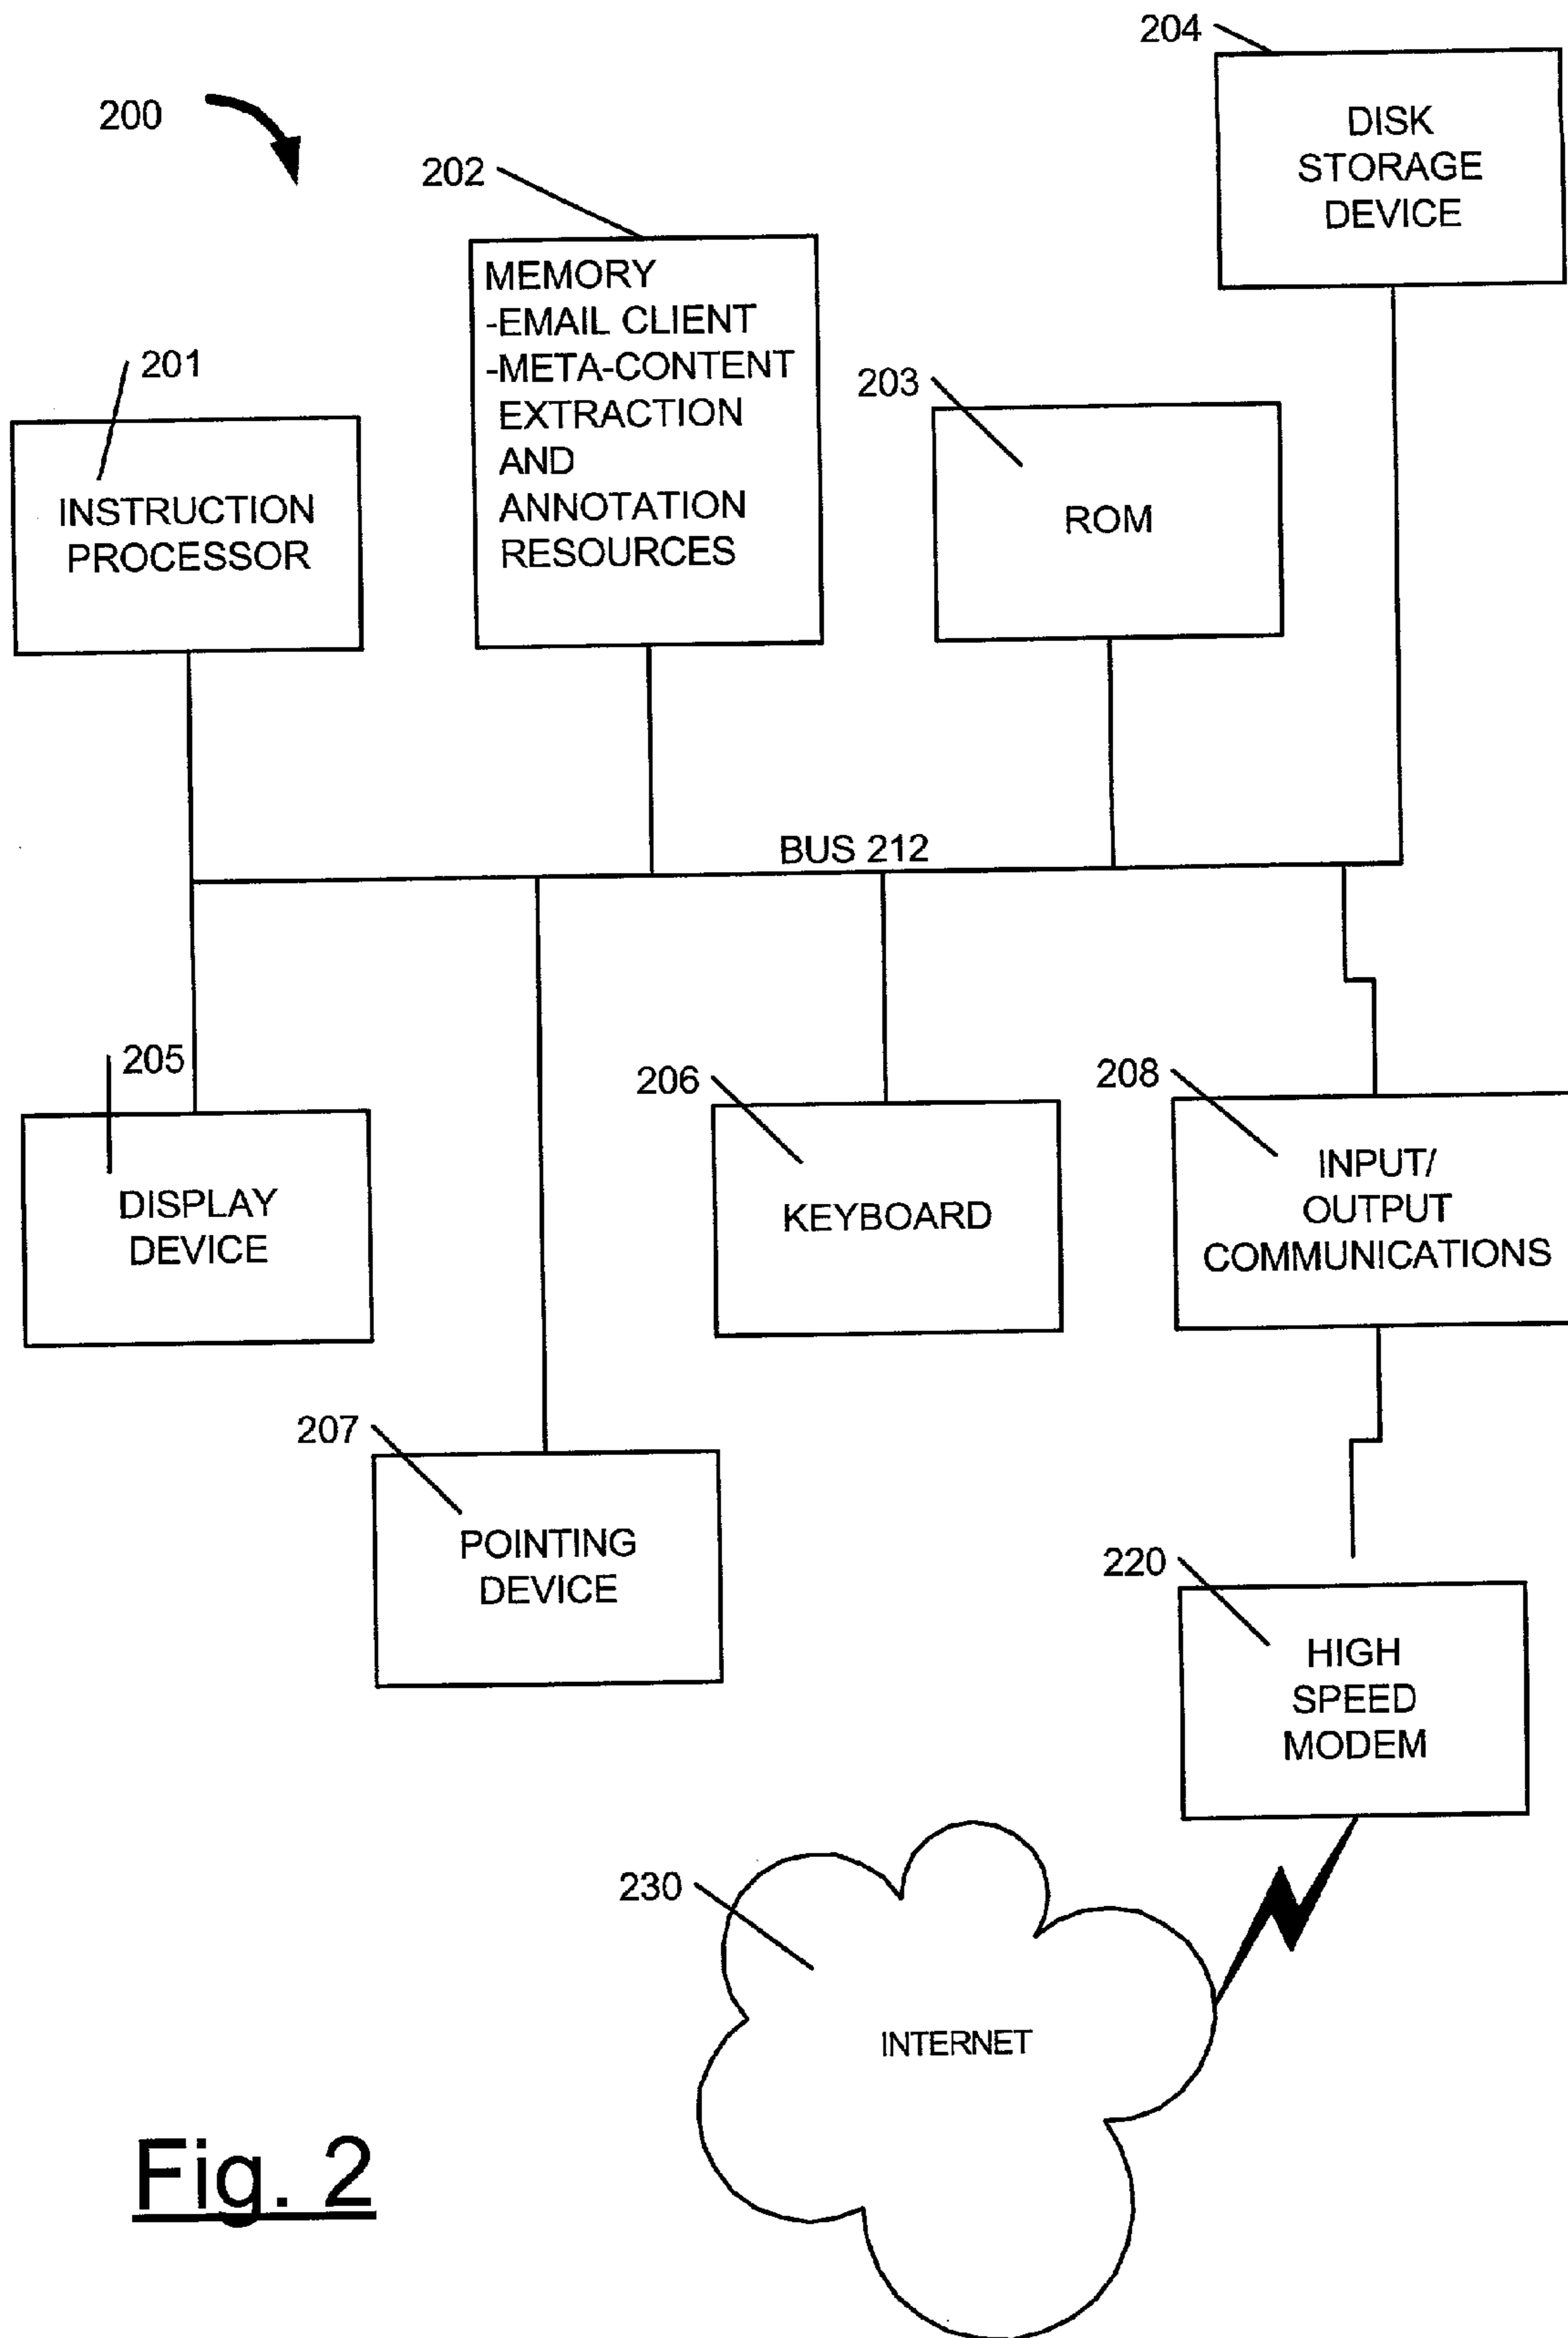 204
DISK
STORAGE
DEVICE
200
202
MEMORY
-EMAIL CLIENT
-META-CONTENT
EXTRACTION
AND
ANNOTATION
RESOURCES
201
INSTRUCTION
PROCESSOR
203
ROM
BUS 212
205
DISPLAY
DEVICE
206
KEYBOARD
208
INPUT/
OUTPUT
COMMUNICATIONS
207
POINTING
DEVICE
220
HIGH
SPEED
MODEM
230
INTERNET
Fig. 2